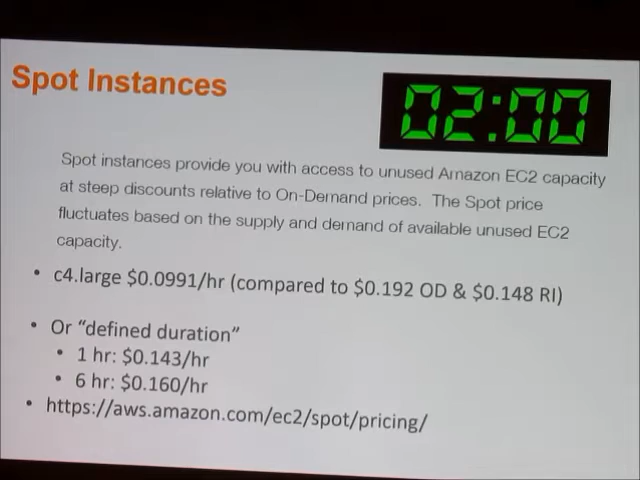 Spot Instances
02:00
Spot instances provide you with access to unused Amazon EC2 capacity
at steep discounts relative to On-Demand prices. The Spot price
fluctuates based on the supply and demand of available unused EC2
capacity.
• c4.large $0.0991/hr (compared to $0.192 OD & $0.148 RI)
• Or “defined duration”
• 1 hr: $0.143/hr
• 6 hr: $0.160/hr
• https://aws.amazon.com/ec2/spot/pricing/